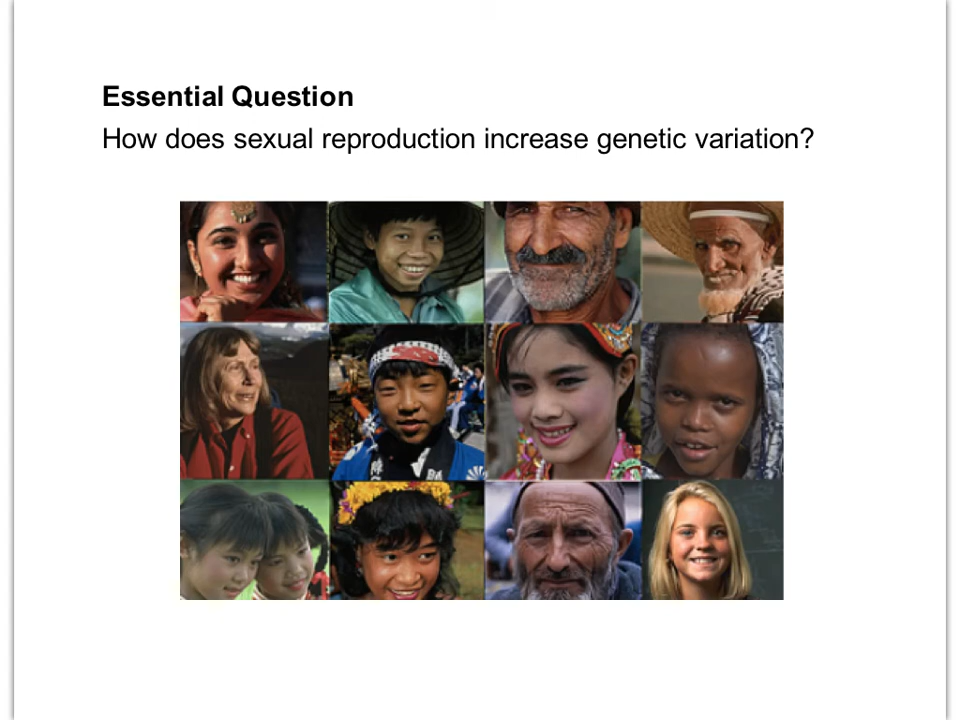 Essential Question
How does sexual reproduction increase genetic variation?